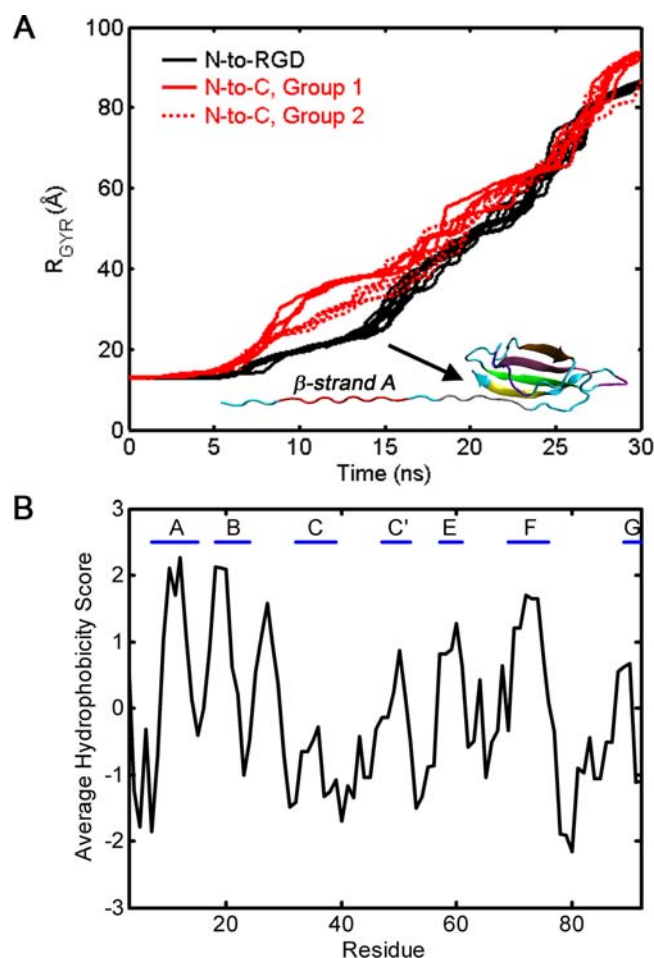 A
100
80
60
40
20
0
R_GYR (Å)
N-to-RGD
N-to-C, Group 1
N-to-C, Group 2
β-strand A
0 5 10 15 20 25 30
Time (ns)
B
3
2
1
0
-1
-2
-3
Average Hydrophobicity Score
A B C C' E F G
20 40 60 80
Residue